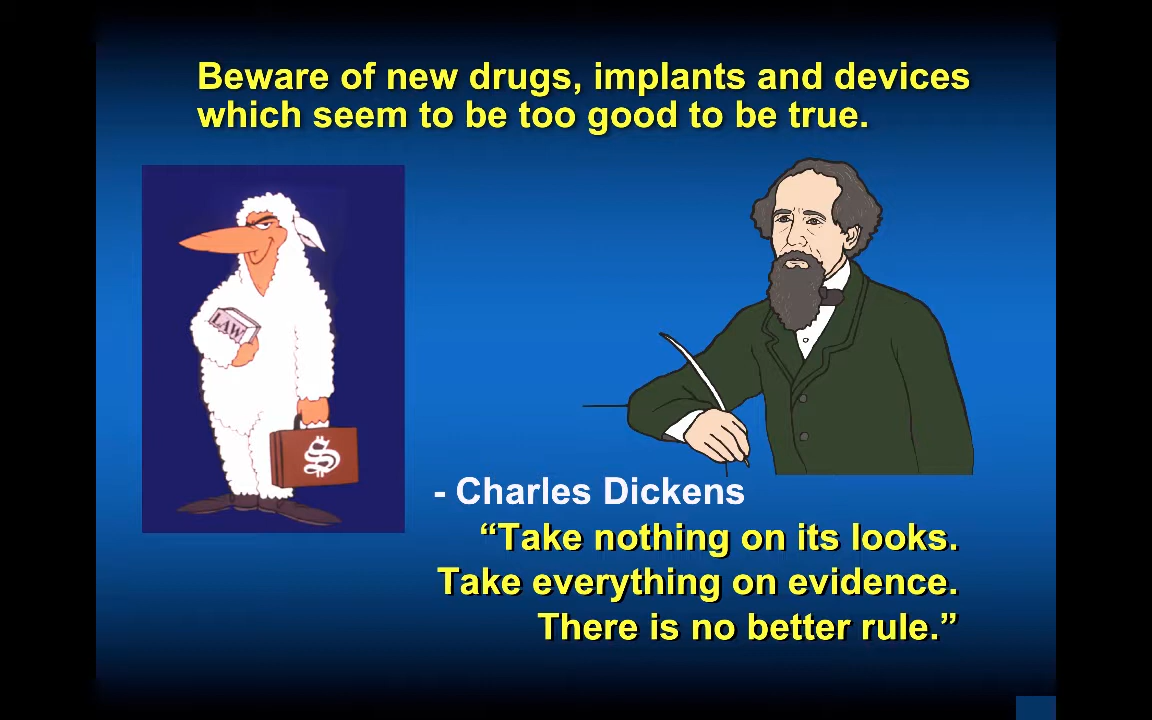 Beware of new drugs, implants and devices
which seem to be too good to be true.
LAW
$
- Charles Dickens
“Take nothing on its looks.
Take everything on evidence.
There is no better rule.”